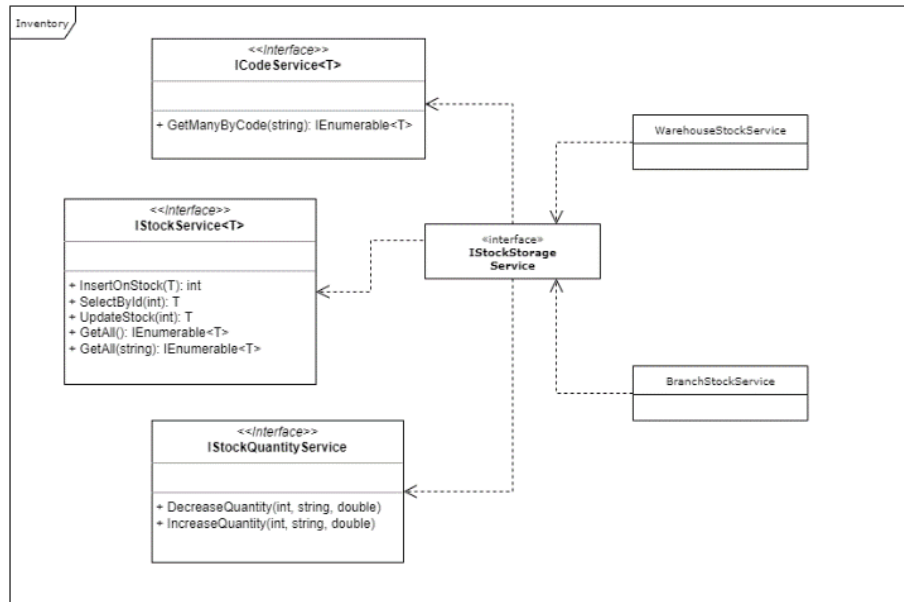 Inventory
<<Interface>>
ICodeService<T>
+ GetManyByCode(string): IEnumerable<T>
<<Interface>>
IStockService<T>
+ InsertOnStock(T): int
+ SelectById(int): T
+ UpdateStock(int): T
+ GetAll(): IEnumerable<T>
+ GetAll(string): IEnumerable<T>
<<Interface>>
IStockQuantityService
+ DecreaseQuantity(int, string, double)
+ IncreaseQuantity(int, string, double)
«interface»
IStockStorage
Service
WarehouseStockService
BranchStockService